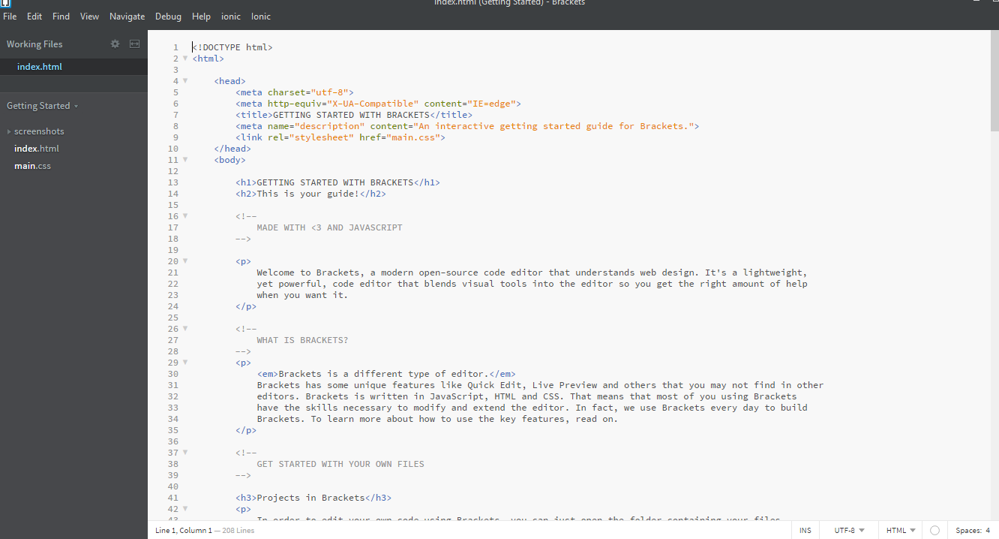 index.html (Getting Started) - Brackets
File Edit Find View Navigate Debug Help ionic Ionic
Working Files
index.html
Getting Started
screenshots
index.html
main.css
1 <!DOCTYPE html>
2 <html>
3
4 <head>
5 <meta charset="utf-8">
6 <meta http-equiv="X-UA-Compatible" content="IE=edge">
7 <title>GETTING STARTED WITH BRACKETS</title>
8 <meta name="description" content="An interactive getting started guide for Brackets.">
9 <link rel="stylesheet" href="main.css">
10 </head>
11 <body>
12
13 <h1>GETTING STARTED WITH BRACKETS</h1>
14 <h2>This is your guide!</h2>
15
16 <!--
17 MADE WITH <3 AND JAVASCRIPT
18 -->
19
20 <p>
21 Welcome to Brackets, a modern open-source code editor that understands web design. It's a lightweight,
22 yet powerful, code editor that blends visual tools into the editor so you get the right amount of help
23 when you want it.
24 </p>
25
26 <!--
27 WHAT IS BRACKETS?
28 -->
29 <p>
30 <em>Brackets is a different type of editor.</em>
31 Brackets has some unique features like Quick Edit, Live Preview and others that you may not find in other
32 editors. Brackets is written in JavaScript, HTML and CSS. That means that most of you using Brackets
33 have the skills necessary to modify and extend the editor. In fact, we use Brackets every day to build
34 Brackets. To learn more about how to use the key features, read on.
35 </p>
36
37 <!--
38 GET STARTED WITH YOUR OWN FILES
39 -->
40
41 <h3>Projects in Brackets</h3>
42 <p>
43 In order to edit your own code using Brackets, you can just open the folder containing your files.
Line 1, Column 1 — 208 Lines
INS UTF-8 HTML Spaces: 4